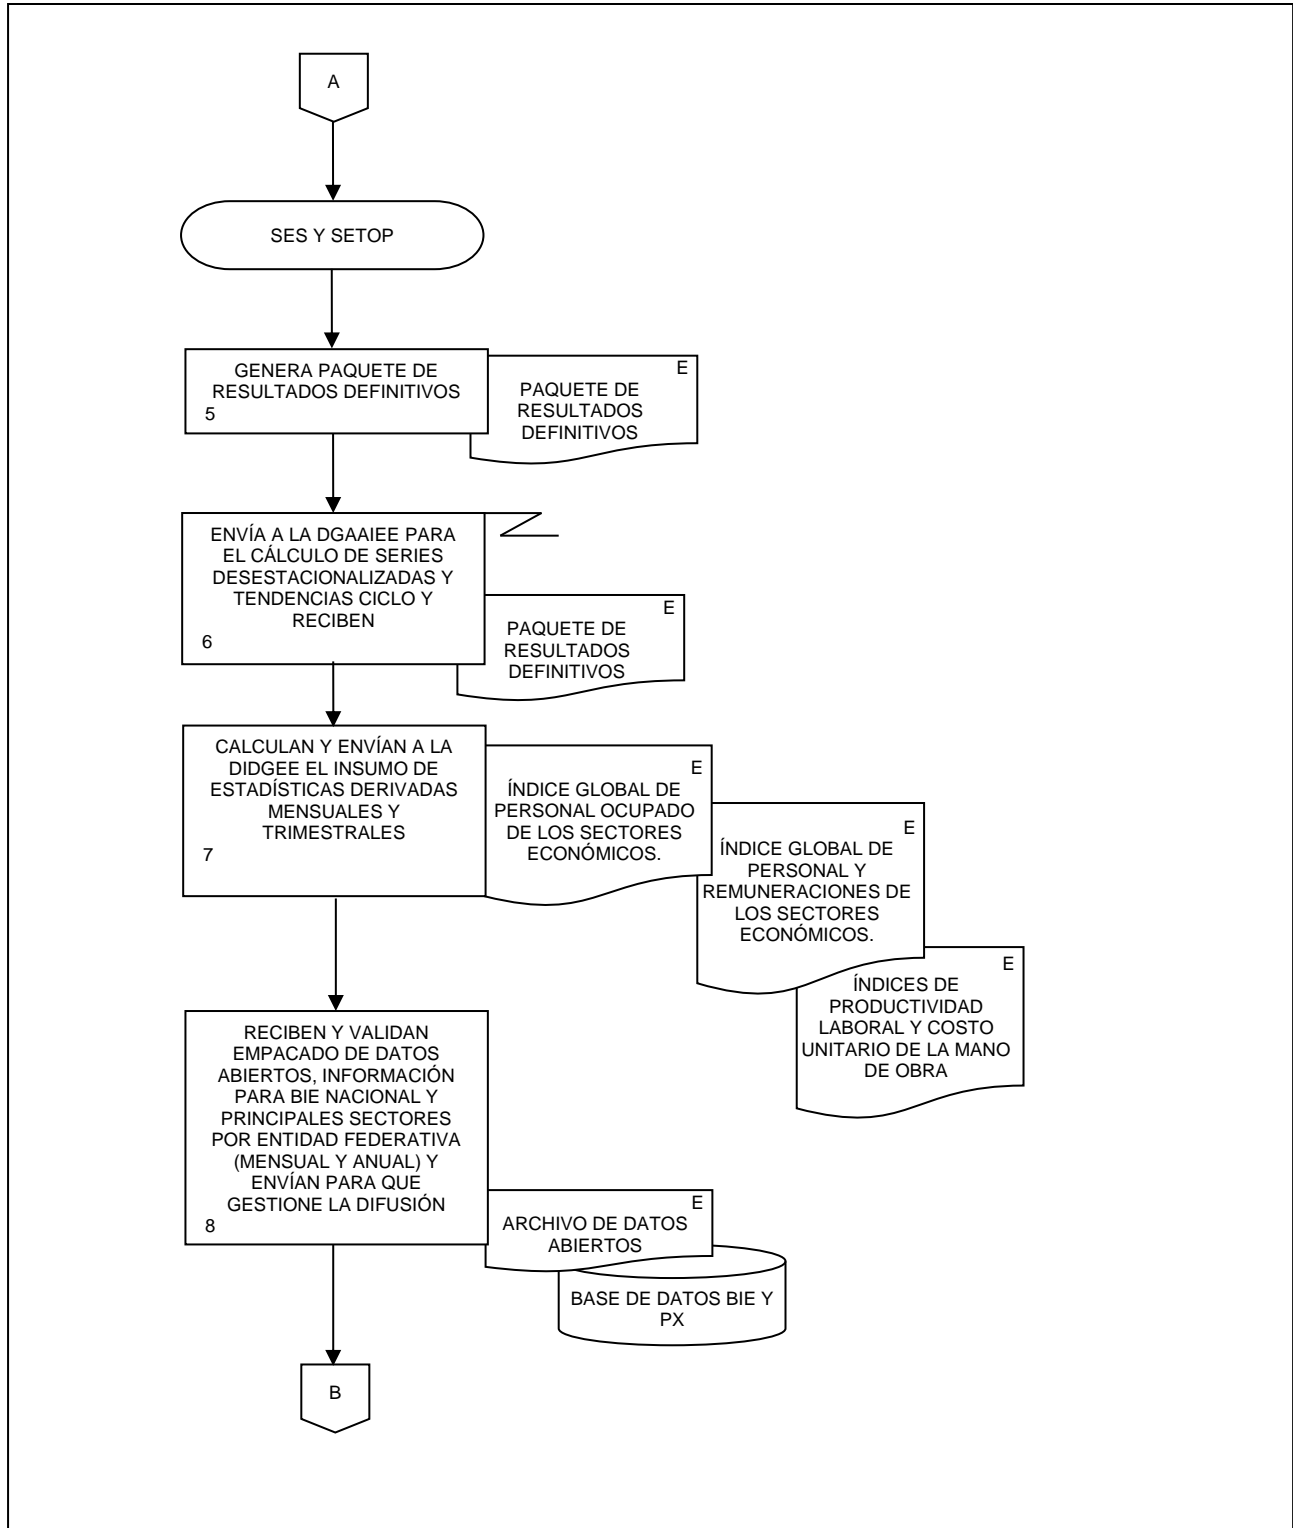 A
SES Y SETOP
GENERA PAQUETE DE
RESULTADOS DEFINITIVOS
5
E
PAQUETE DE
RESULTADOS
DEFINITIVOS
ENVÍA A LA DGAAIEE PARA
EL CÁLCULO DE SERIES
DESESTACIONALIZADAS Y
TENDENCIAS CICLO Y
RECIBEN
6
E
PAQUETE DE
RESULTADOS
DEFINITIVOS
CALCULAN Y ENVÍAN A LA
DIDGEE EL INSUMO DE
ESTADÍSTICAS DERIVADAS
MENSUALES Y
TRIMESTRALES
7
E
ÍNDICE GLOBAL DE
PERSONAL OCUPADO
DE LOS SECTORES
ECONÓMICOS.
E
ÍNDICE GLOBAL DE
PERSONAL Y
REMUNERACIONES DE
LOS SECTORES
ECONÓMICOS.
E
ÍNDICES DE
PRODUCTIVIDAD
LABORAL Y COSTO
UNITARIO DE LA MANO
DE OBRA
RECIBEN Y VALIDAN
EMPACADO DE DATOS
ABIERTOS, INFORMACIÓN
PARA BIE NACIONAL Y
PRINCIPALES SECTORES
POR ENTIDAD FEDERATIVA
(MENSUAL Y ANUAL) Y
ENVÍAN PARA QUE
GESTIONE LA DIFUSIÓN
8
E
ARCHIVO DE DATOS
ABIERTOS
BASE DE DATOS BIE Y
PX
B